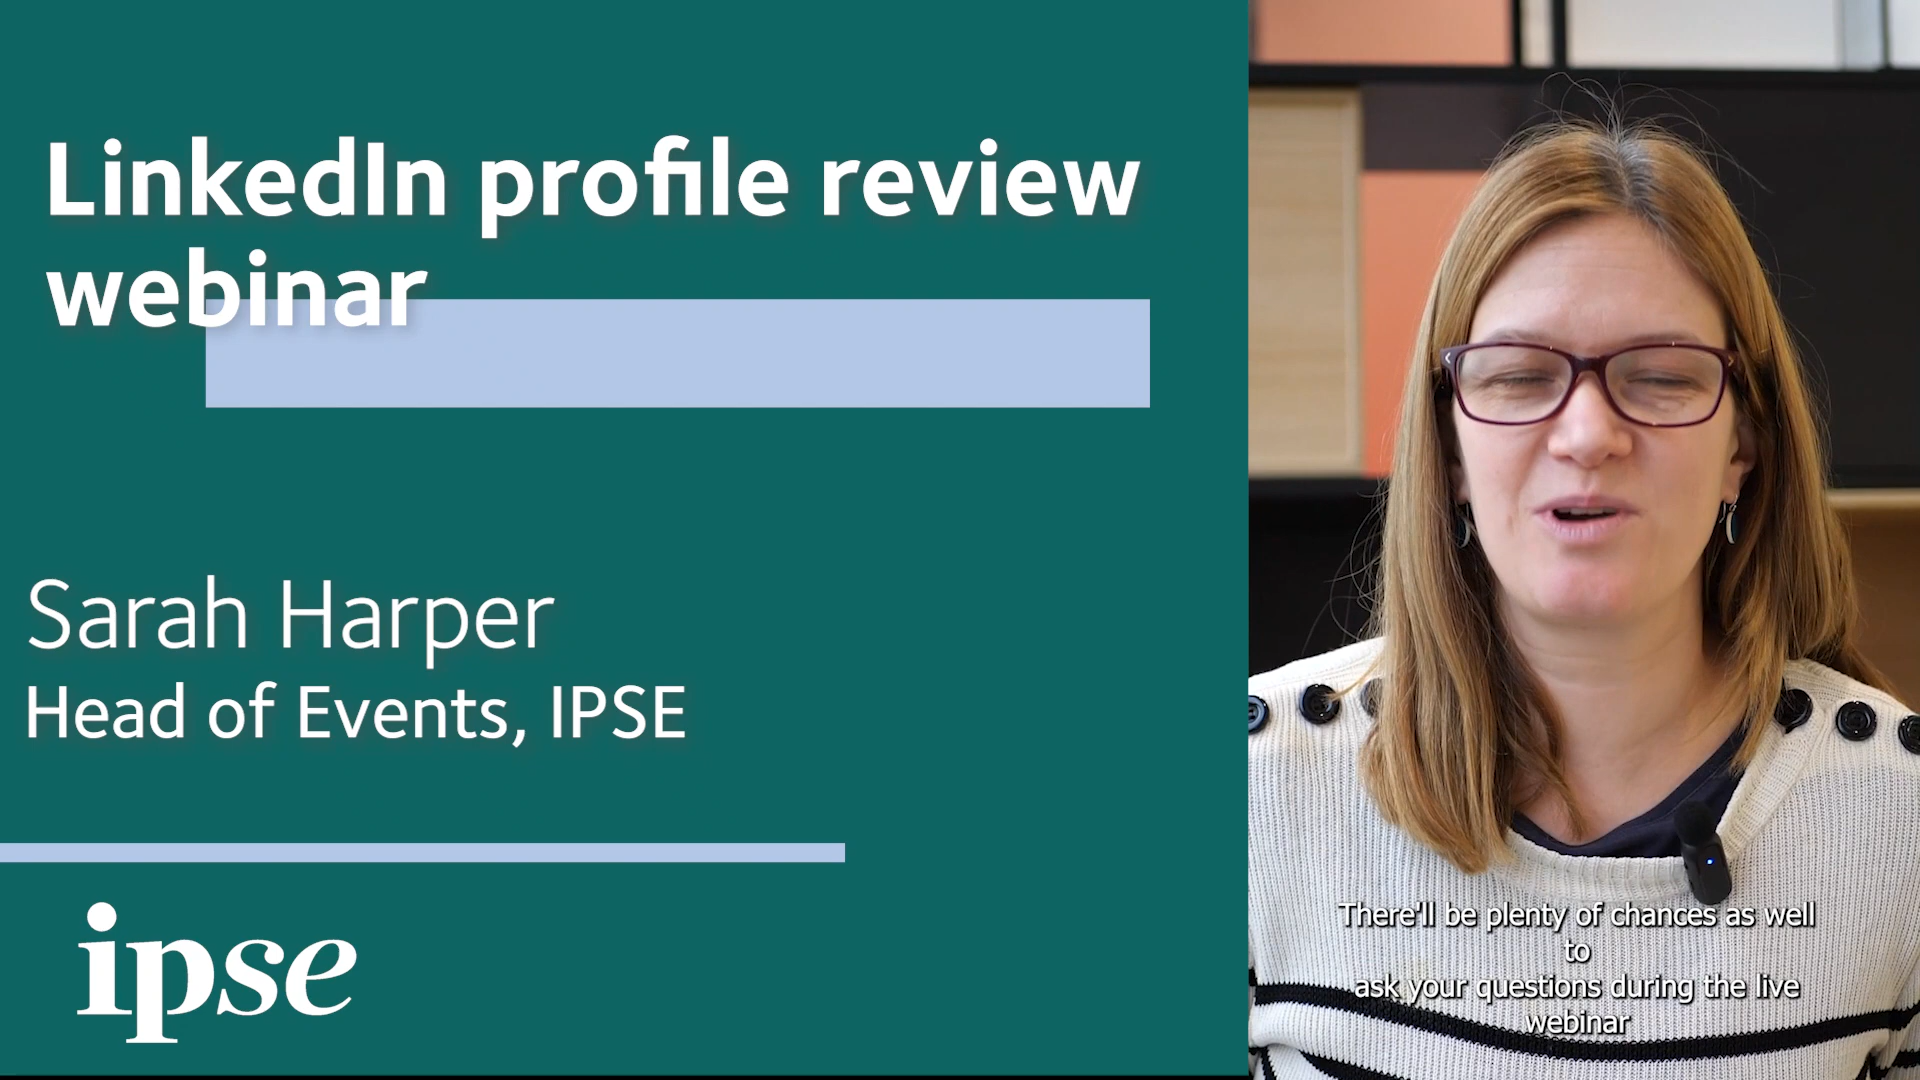 LinkedIn profile review
webinar
Sarah Harper
Head of Events, IPSE
ipse
There'll be plenty of chances as well
to
ask your questions during the live
webinar